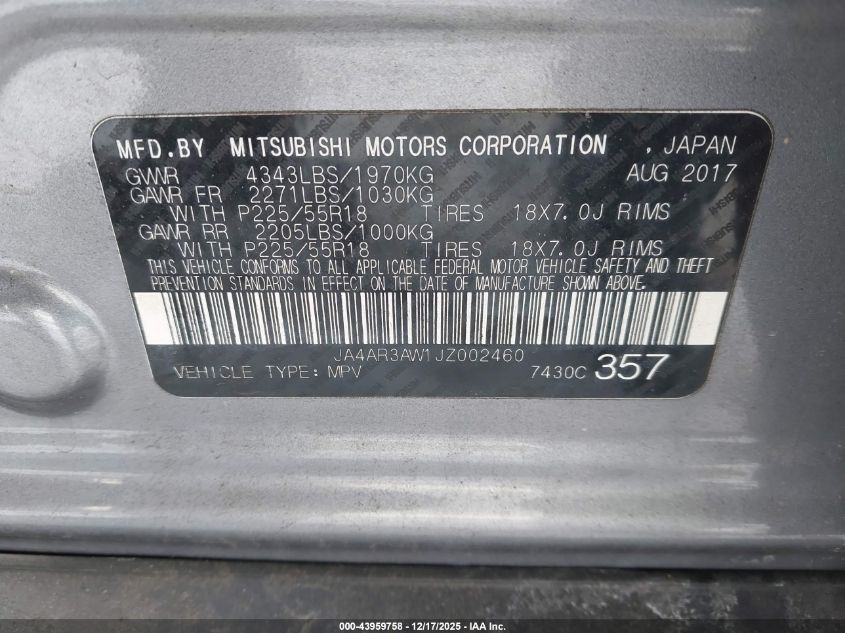 MFD.BY MITSUBISHI MOTORS CORPORATION , JAPAN
GVWR 4343LBS/1970KG AUG 2017
GAWR FR 2271LBS/1030KG
WITH P225/55R18 TIRES 18X7.0J RIMS
GAWR RR 2205LBS/1000KG
WITH P225/55R18 TIRES 18X7.0J RIMS
THIS VEHICLE CONFORMS TO ALL APPLICABLE FEDERAL MOTOR VEHICLE SAFETY AND THEFT
PREVENTION STANDARDS IN EFFECT ON THE DATE OF MANUFACTURE SHOWN ABOVE.
JA4AR3AW1JZ002460
VEHICLE TYPE: MPV 7430C 357
000-43959758 - 12/17/2025 - IAA Inc.